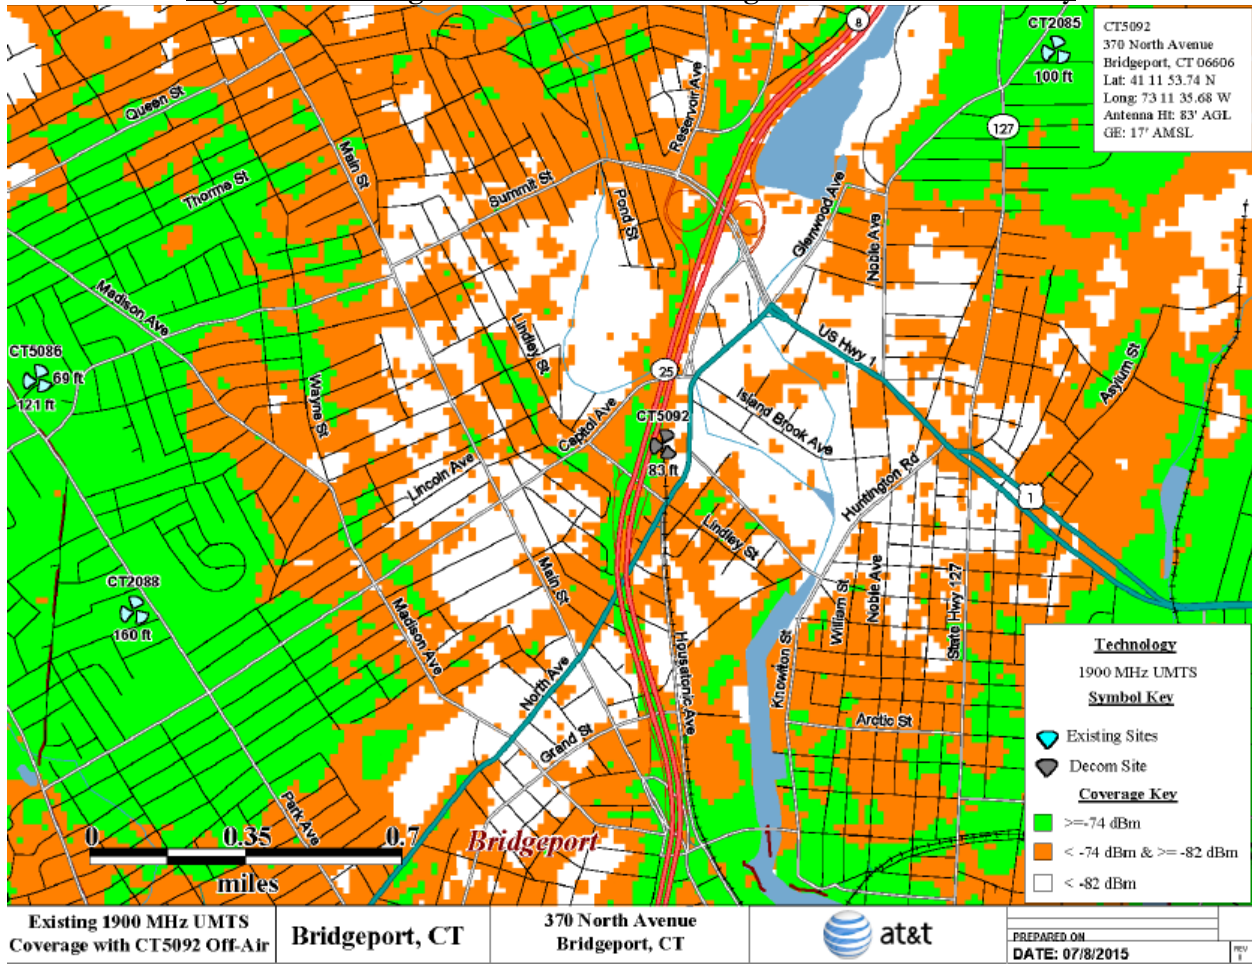 8
CT2085
100 ft
CT5092
370 North Avenue
Bridgeport, CT 06606
Lat: 41 11 53.74 N
Long: 73 11 35.68 W
Antenna Ht: 83' AGL
GE: 17' AMSL
127
Queen St
Main St
Reservoir Ave
Thorme St
Summit St
Pond St
Glenwood Ave
Noble Ave
Madison Ave
Lindley St
US Hwy 1
CT5086
69 ft
121 ft
25
Wayne St
Asylum St
CT5092
83 ft
Island Brook Ave
Capitol Ave
Lincoln Ave
Huntington Rd
1
Lindley St
CT2088
160 ft
Main St
Madison Ave
William St
Noble Ave
State Hwy 127
Knowlton St
Housatonic Ave
North Ave
Grand St
Arctic St
Park Ave
0 0.35 0.7
miles
Bridgeport
Technology
1900 MHz UMTS
Symbol Key
Existing Sites
Decom Site
Coverage Key
>=-74 dBm
< -74 dBm & >= -82 dBm
< -82 dBm
Existing 1900 MHz UMTS
Coverage with CT5092 Off-Air
Bridgeport, CT
370 North Avenue
Bridgeport, CT
at&t
PREPARED ON
DATE: 07/8/2015
REV